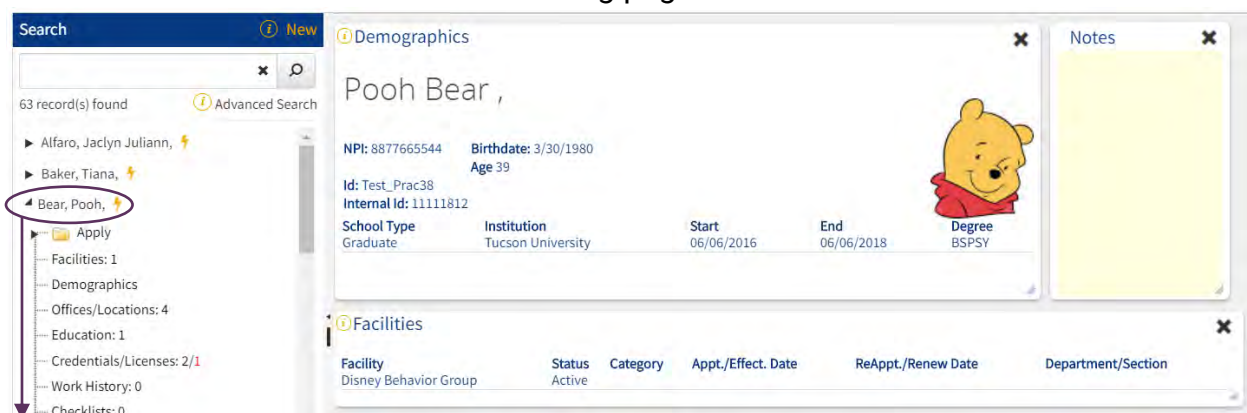 Search New
63 record(s) found Advanced Search
Alfaro, Jaclyn Juliann,
Baker, Tiana,
Bear, Pooh,
Apply
Facilities: 1
Demographics
Offices/Locations: 4
Education: 1
Credentials/Licenses: 2/1
Work History: 0
Checklists: 0
Demographics
Pooh Bear ,
NPI: 8877665544 Birthdate: 3/30/1980
Age 39
Id: Test_Prac38
Internal Id: 11111812
School Type Institution Start End Degree
Graduate Tucson University 06/06/2016 06/06/2018 BSPSY
Notes
Facilities
Facility Status Category Appt./Effect. Date ReAppt./Renew Date Department/Section
Disney Behavior Group Active